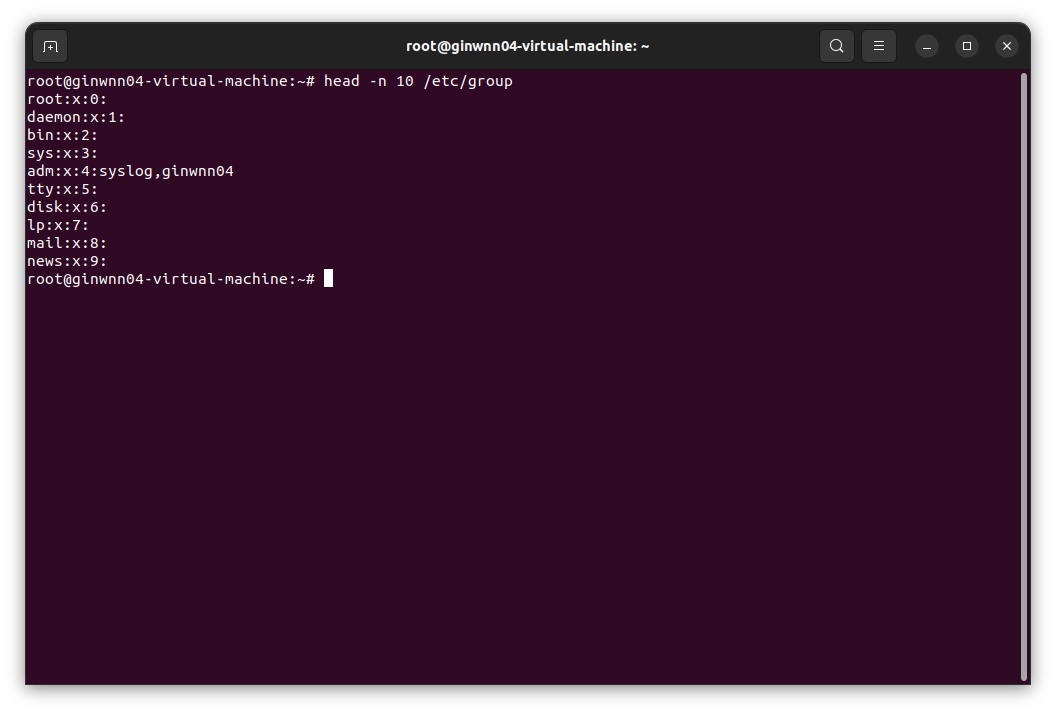 root@ginwnn04-virtual-machine: ~
root@ginwnn04-virtual-machine:~# head -n 10 /etc/group
root:x:0:
daemon:x:1:
bin:x:2:
sys:x:3:
adm:x:4:syslog,ginwnn04
tty:x:5:
disk:x:6:
lp:x:7:
mail:x:8:
news:x:9:
root@ginwnn04-virtual-machine:~#